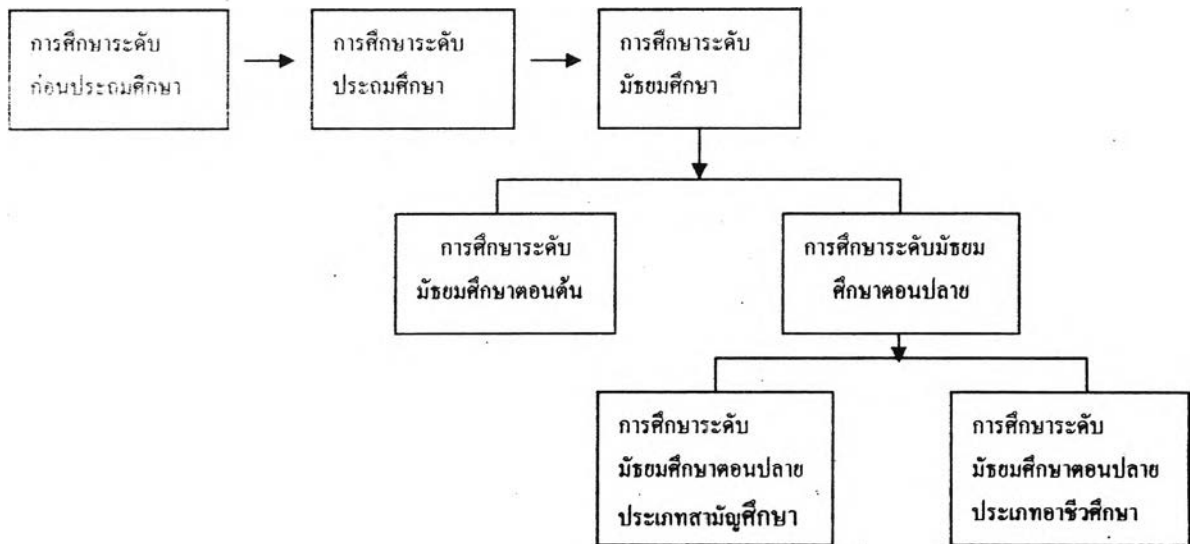 การศึกษาระดับ
ก่อนประถมศึกษา
การศึกษาระดับ
ประถมศึกษา
การศึกษาระดับ
มัธยมศึกษา
การศึกษาระดับ
มัธยมศึกษาตอนต้น
การศึกษาระดับมัธยม
ศึกษาตอนปลาย
การศึกษาระดับ
มัธยมศึกษาตอนปลาย
ประเภทสามัญศึกษา
การศึกษาระดับ
มัธยมศึกษาตอนปลาย
ประเภทอาชีวศึกษา